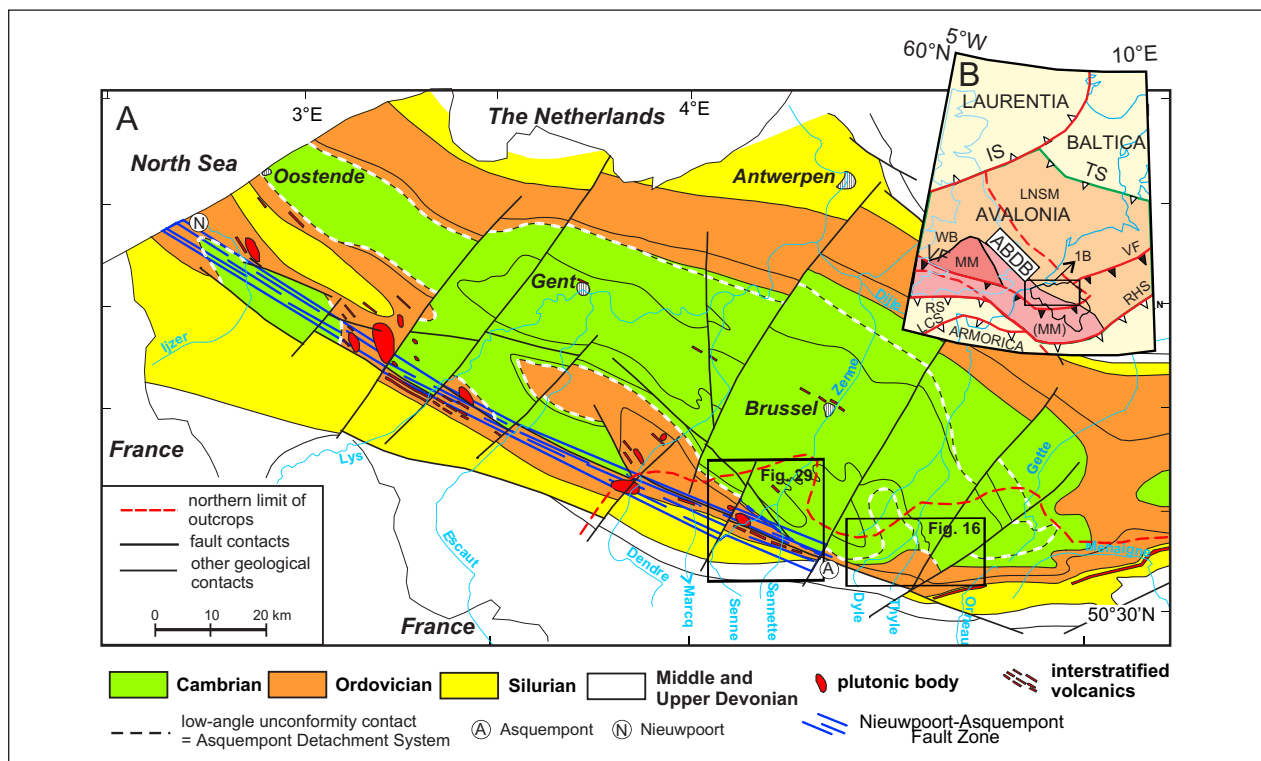 A
3°E
4°E
The Netherlands
North Sea
Oostende
Antwerpen
N
Gent
Dijle
Ijzer
Zenne
Brussel
France
Lys
Gette
Fig. 29
Fig. 16
Mehaigne
Escaut
Dendre
Marcq
Senne
Sennette
A
Dyle
Thyle
Orneau
France
50°30'N
northern limit of
outcrops
fault contacts
other geological
contacts
0 10 20 km
60°N
5°W
10°E
B
LAURENTIA
BALTICA
IS
TS
LNSM
AVALONIA
WB
VF
MM
ABDB
1B
VF
RS
LCS
ARMORICA
(MM)
RHS
N
Cambrian
Ordovician
Silurian
Middle and
Upper Devonian
plutonic body
interstratified
volcanics
low-angle unconformity contact
= Asquempont Detachment System
A Asquempont
N Nieuwpoort
Nieuwpoort-Asquempont
Fault Zone